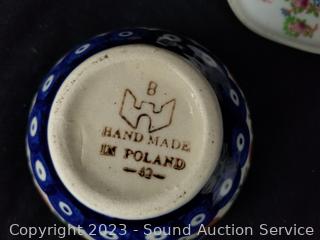 B
HAND MADE
IN POLAND
-62-
Copyright 2023 - Sound Auction Service